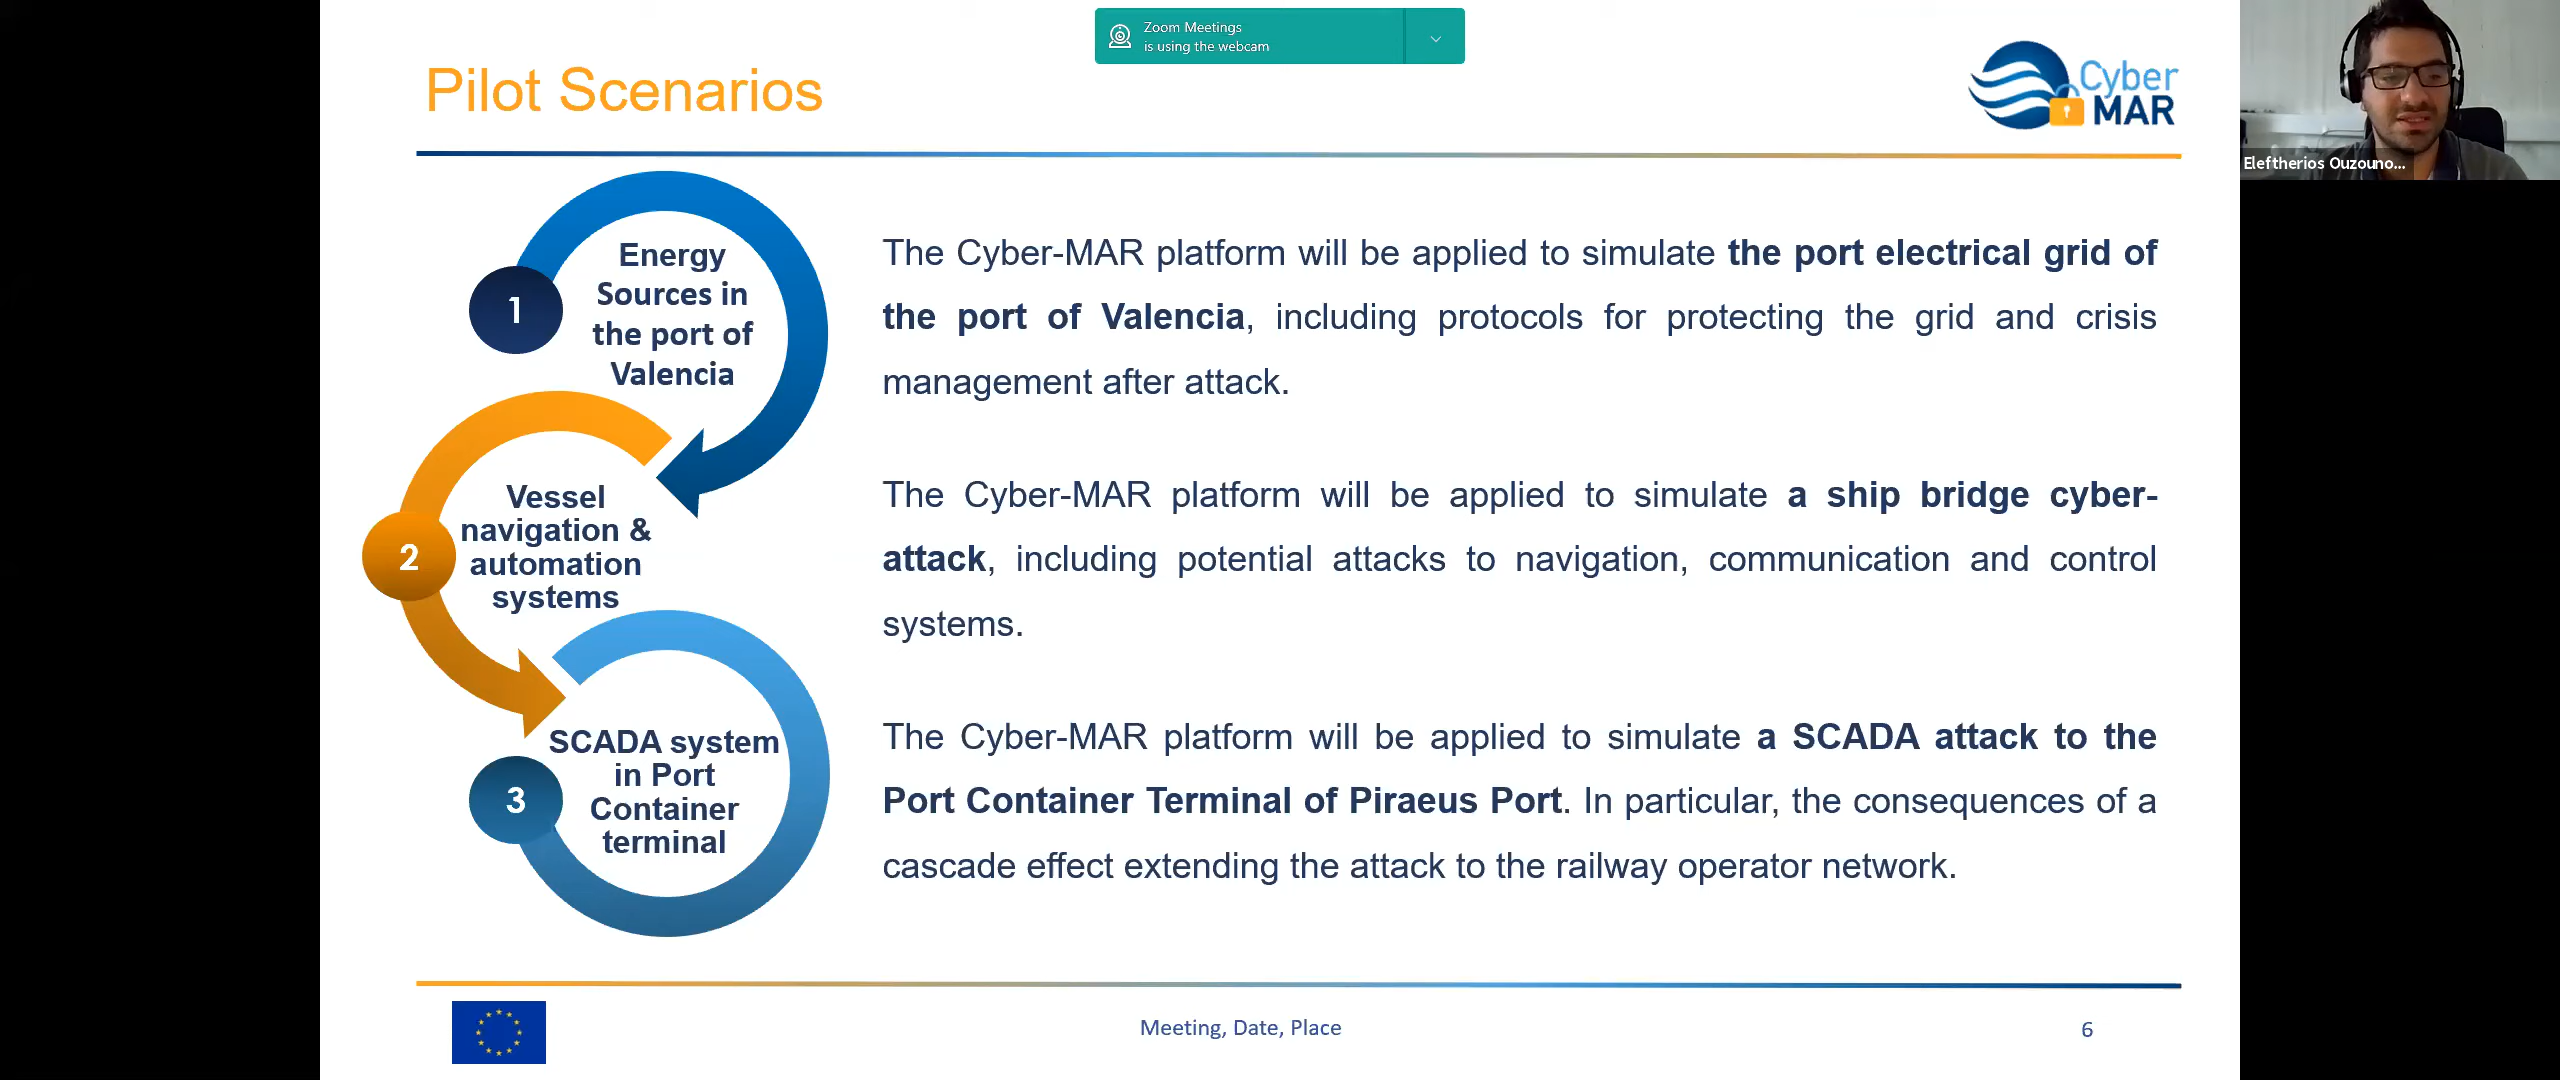 Zoom Meetings
is using the webcam
Pilot Scenarios
Cyber
MAR
Eleftherios Ouzouno...
1
Energy
Sources in
the port of
Valencia
The Cyber-MAR platform will be applied to simulate the port electrical grid of
the port of Valencia, including protocols for protecting the grid and crisis
management after attack.
2
Vessel
navigation &
automation
systems
The Cyber-MAR platform will be applied to simulate a ship bridge cyber-
attack, including potential attacks to navigation, communication and control
systems.
3
SCADA system
in Port
Container
terminal
The Cyber-MAR platform will be applied to simulate a SCADA attack to the
Port Container Terminal of Piraeus Port. In particular, the consequences of a
cascade effect extending the attack to the railway operator network.
Meeting, Date, Place
6